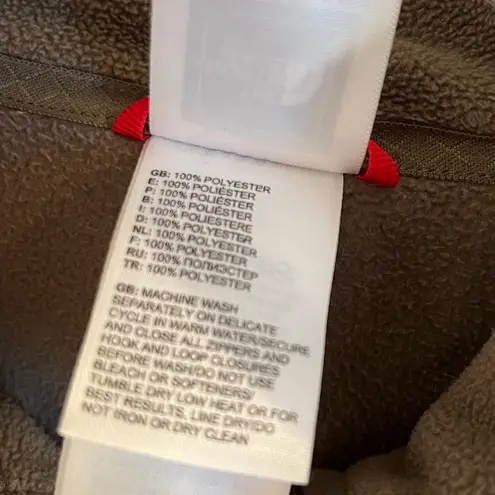 GB: 100% POLYESTER
E: 100% POLIÉSTER
P: 100% POLIÉSTER
B: 100% POLYESTER
I: 100% POLIESTERE
D: 100% POLYESTER
NL: 100% POLYESTER
F: 100% POLYESTER
RU: 100% ПОЛИЭСТЕР
TR: 100% POLYESTER
GB: MACHINE WASH
SEPARATELY ON DELICATE
CYCLE IN WARM WATER/SECURE
AND CLOSE ALL ZIPPERS AND
HOOK AND LOOP CLOSURES
BEFORE WASH/DO NOT USE
BLEACH OR SOFTENERS/
TUMBLE DRY LOW HEAT OR FOR
BEST RESULTS, LINE DRY/DO
NOT IRON OR DRY CLEAN